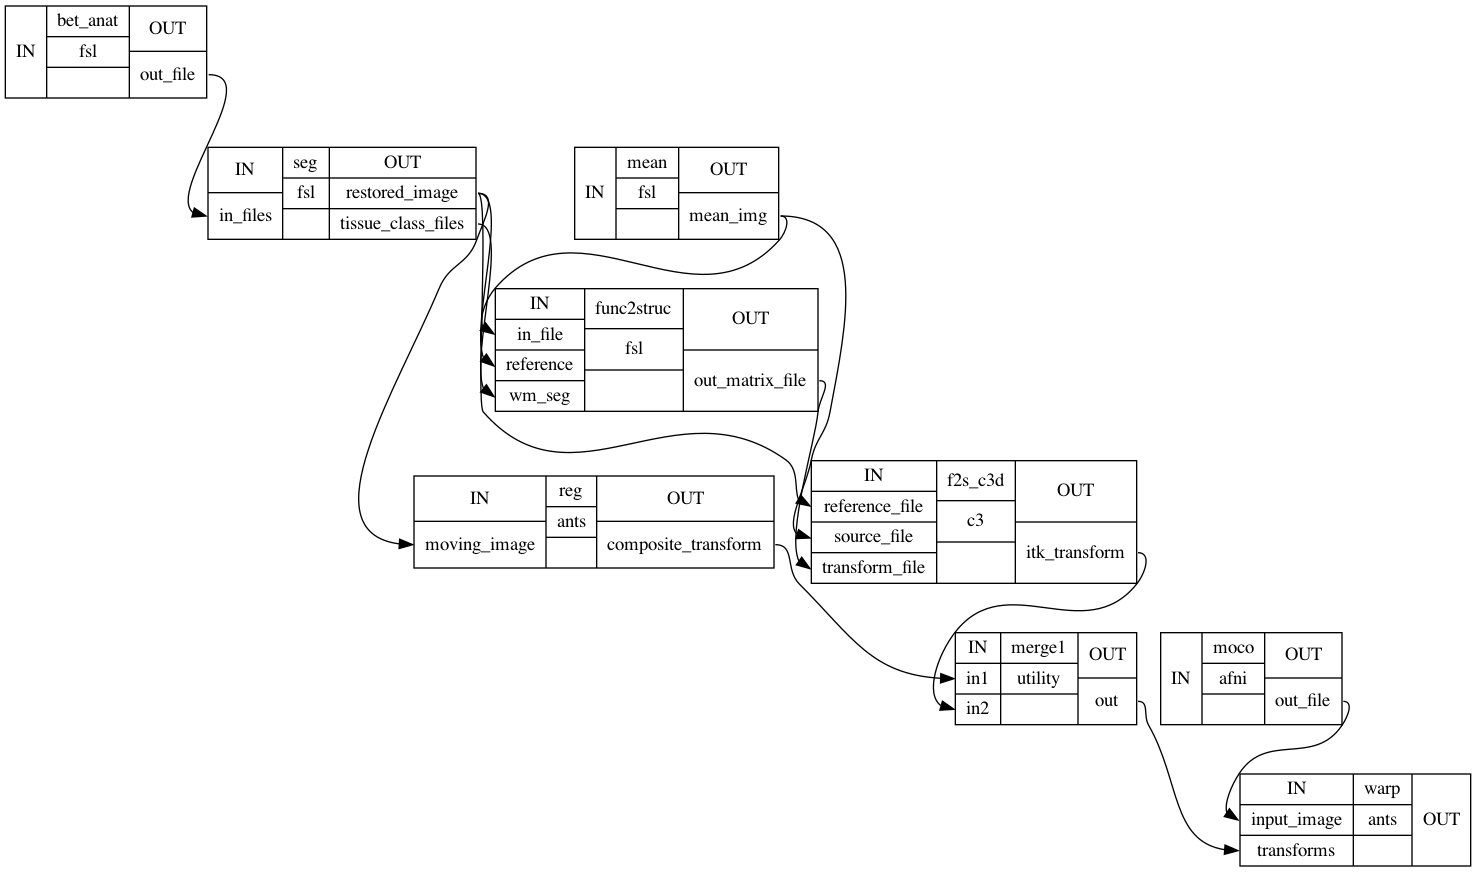 IN
bet_anat
fsl
OUT
out_file
IN
in_files
seg
fsl
OUT
restored_image
tissue_class_files
IN
mean
fsl
OUT
mean_img
IN
in_file
reference
wm_seg
func2struc
fsl
OUT
out_matrix_file
IN
moving_image
reg
ants
OUT
composite_transform
IN
reference_file
source_file
transform_file
f2s_c3d
c3
OUT
itk_transform
IN
in1
in2
merge1
utility
OUT
out
IN
moco
afni
OUT
out_file
IN
input_image
transforms
warp
ants
OUT